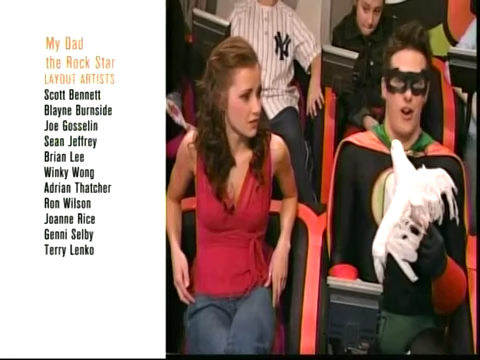 My Dad
the Rock Star
LAYOUT ARTISTS
Scott Bennett
Blayne Burnside
Joe Gosselin
Sean Jeffrey
Brian Lee
Winky Wong
Adrian Thatcher
Ron Wilson
Joanne Rice
Genni Selby
Terry Lenko